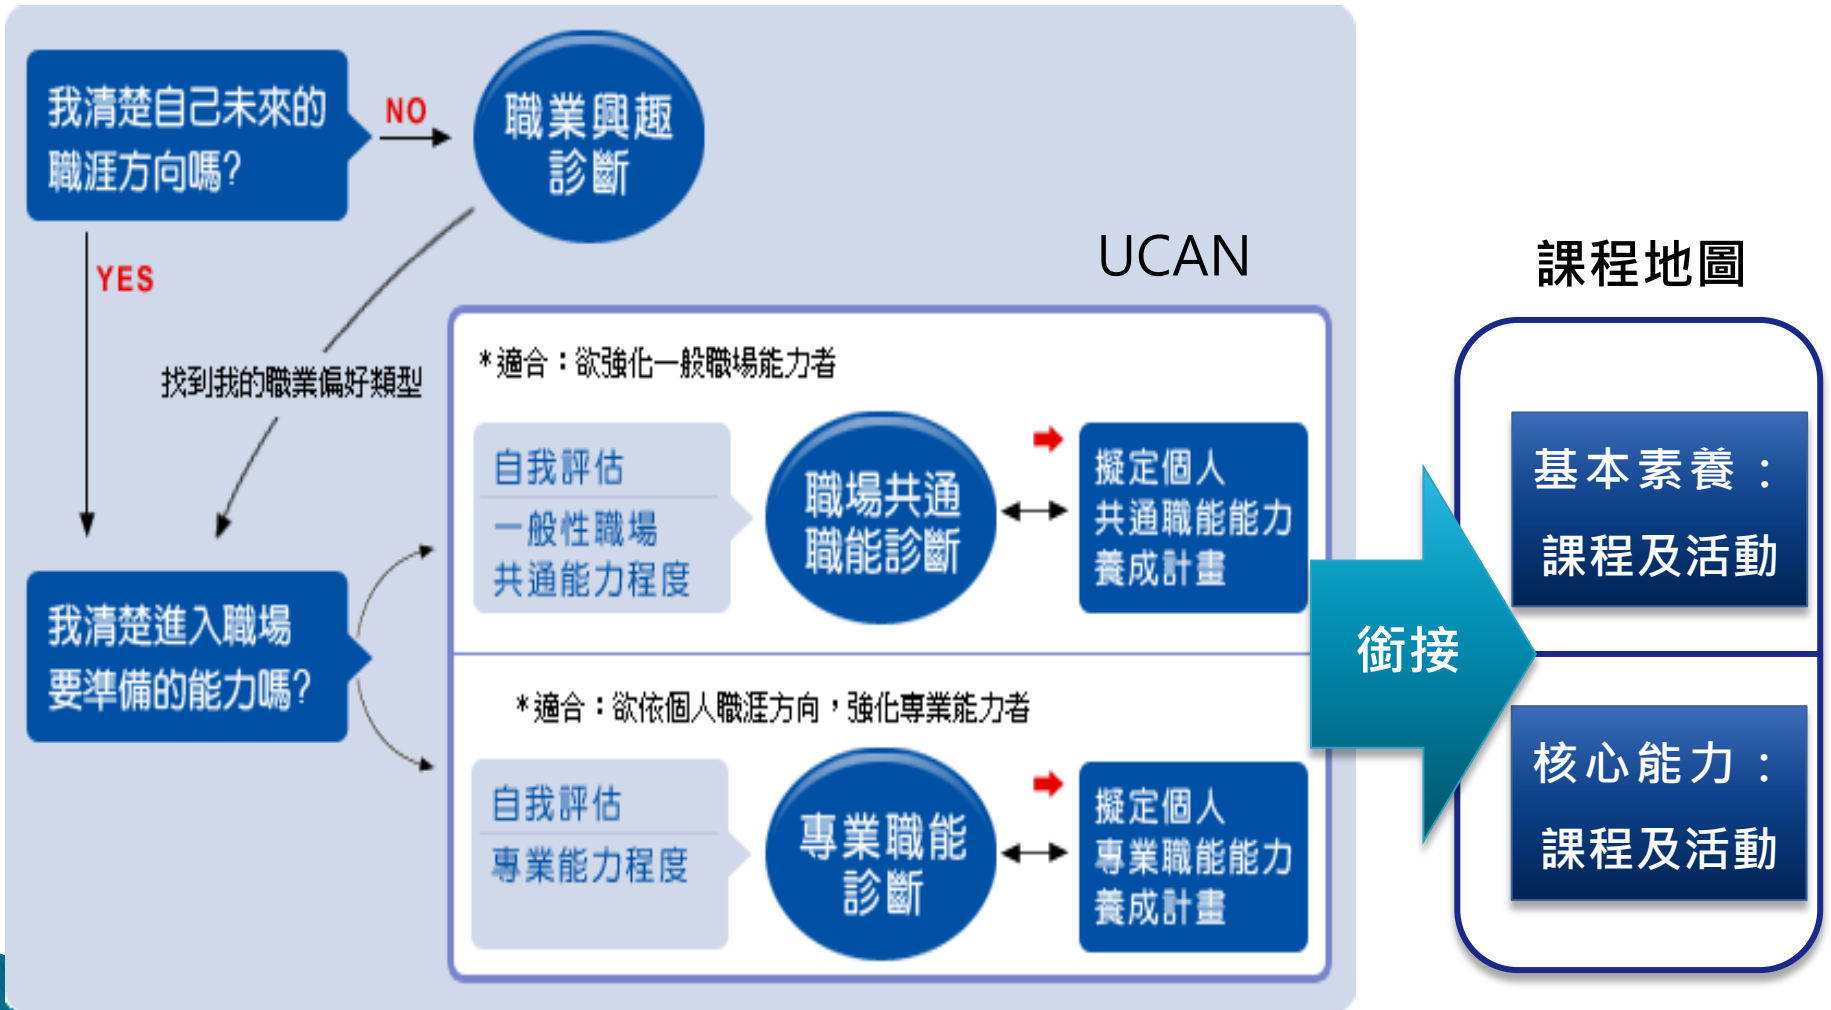 我清楚自己未來的
職涯方向嗎?
NO
職業興趣
診斷
YES
找到我的職業偏好類型
我清楚進入職場
要準備的能力嗎?
UCAN
*適合：欲強化一般職場能力者
自我評估
一般性職場
共通能力程度
職場共通
職能診斷
擬定個人
共通職能能力
養成計畫
*適合：欲依個人職涯方向，強化專業能力者
自我評估
專業能力程度
專業職能
診斷
擬定個人
專業職能能力
養成計畫
銜接
課程地圖
基本素養：
課程及活動
核心能力：
課程及活動